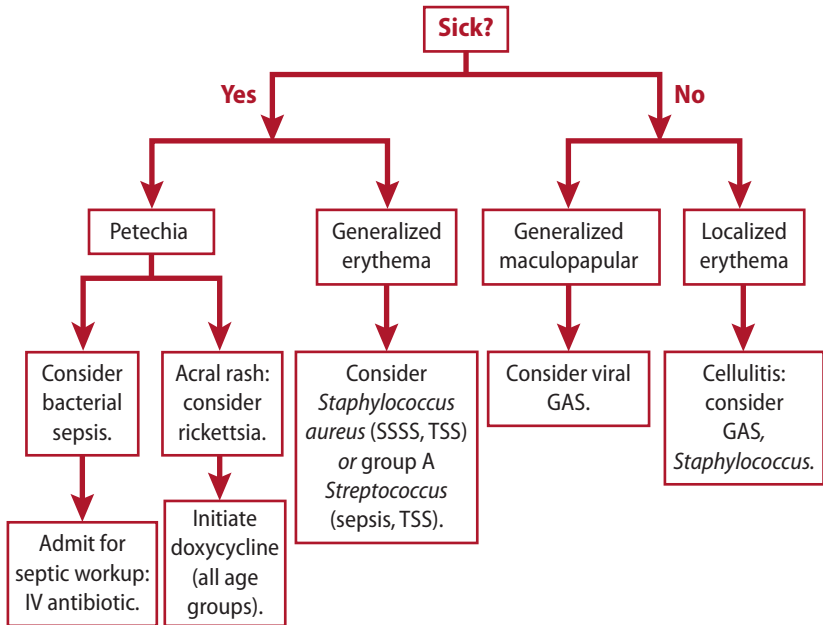 Sick?
Yes
No
Petechia
Generalized
erythema
Generalized
maculopapular
Localized
erythema
Consider
bacterial
sepsis.
Acral rash:
consider
rickettsia.
Consider
Staphylococcus
aureus (SSSS, TSS)
or group A
Streptococcus
(sepsis, TSS).
Consider viral
GAS.
Cellulitis:
consider
GAS,
Staphylococcus.
Admit for
septic workup:
IV antibiotic.
Initiate
doxycycline
(all age
groups).